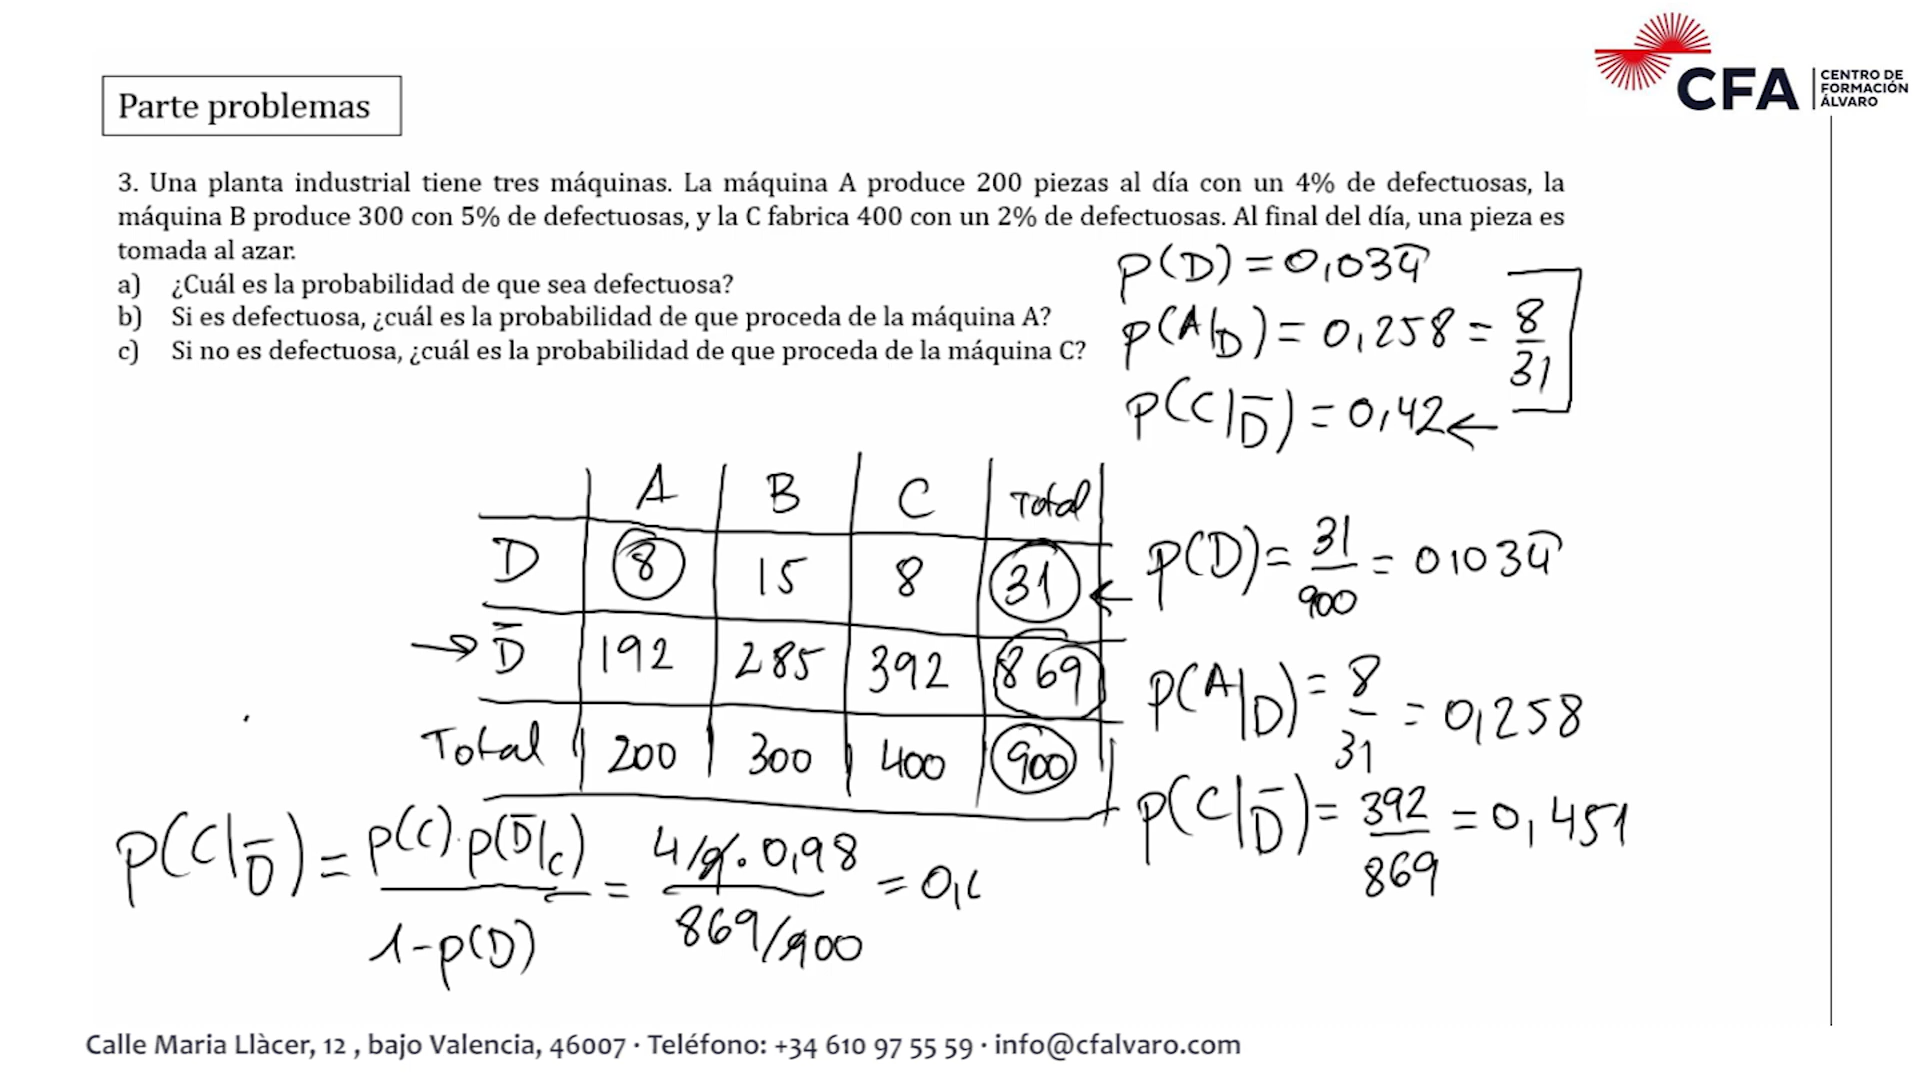 CFA
CENTRO DE
FORMACIÓN
ÁLVARO
Parte problemas
3. Una planta industrial tiene tres máquinas. La máquina A produce 200 piezas al día con un 4% de defectuosas, la
máquina B produce 300 con 5% de defectuosas, y la C fabrica 400 con un 2% de defectuosas. Al final del día, una pieza es
tomada al azar.
a) ¿Cuál es la probabilidad de que sea defectuosa?
b) Si es defectuosa, ¿cuál es la probabilidad de que proceda de la máquina A?
c) Si no es defectuosa, ¿cuál es la probabilidad de que proceda de la máquina C?
p(D) = 0,034̄
p(A|D) = 0,258 = 8/31
p(C|D̄) = 0,42 ←
A B C Total
D 8 15 8 31 ←
→ D̄ 192 285 392 869
Total 200 300 400 900
p(D) = 31/900 = 0,034̄
p(A|D) = 8/31 = 0,258
p(C|D̄) = 392/869 = 0,451
p(C|D̄) = p(C)·p(D̄|C) / 1-p(D) = 4/9·0,98 / 869/900 = 0,
Calle Maria Llàcer, 12 , bajo Valencia, 46007 · Teléfono: +34 610 97 55 59 · info@cfalvaro.com